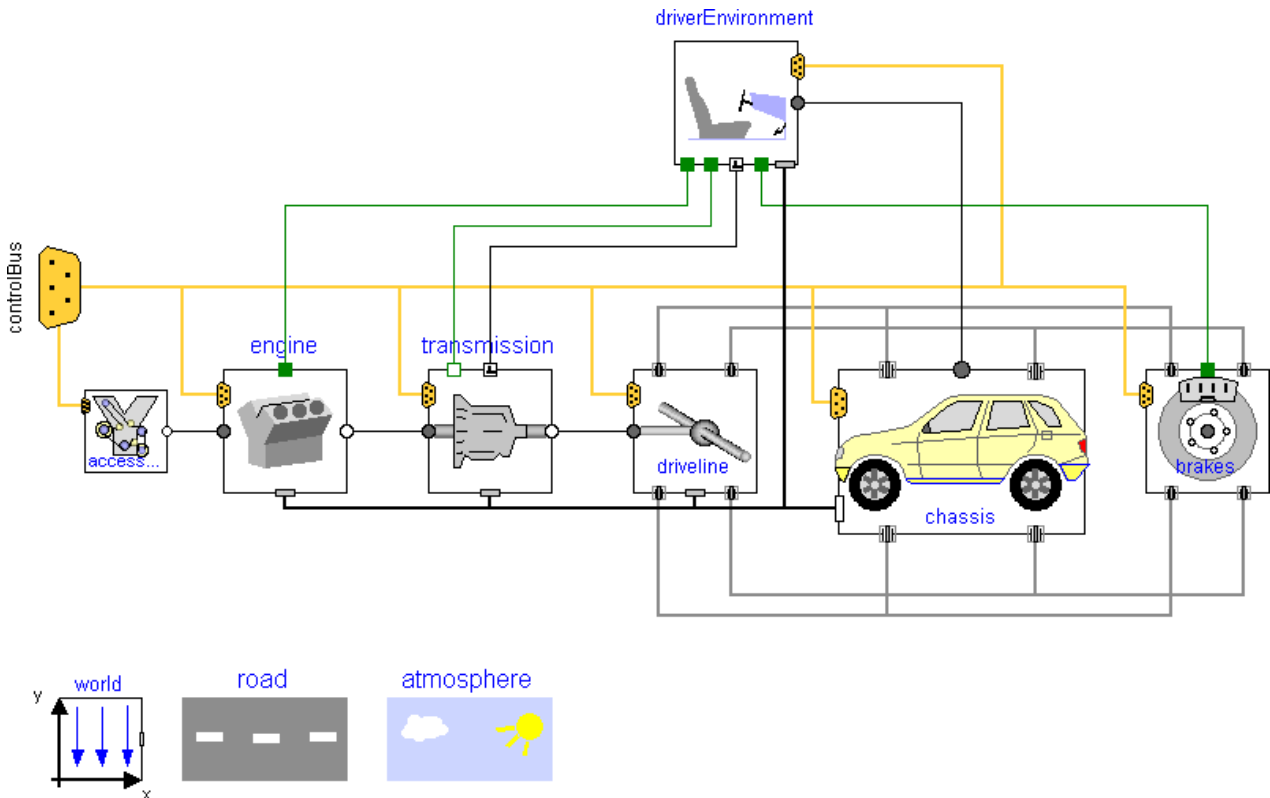 driverEnvironment
controlBus
engine
transmission
access...
driveline
chassis
brakes
world
road
atmosphere
y
x